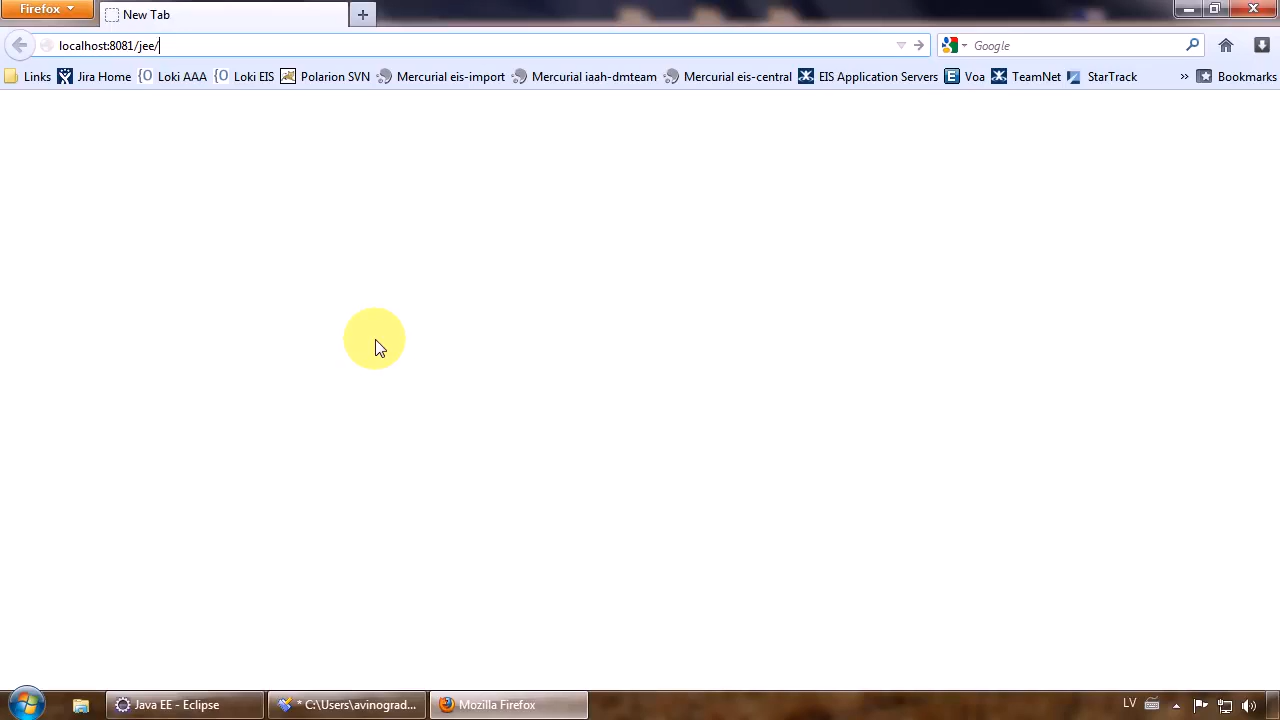 Firefox
New Tab
localhost:8081/jee/
Google
Links Jira Home Loki AAA Loki EIS Polarion SVN Mercurial eis-import Mercurial iaah-dmteam Mercurial eis-central EIS Application Servers Voa TeamNet StarTrack » Bookmarks
Java EE - Eclipse * C:\Users\avinograd... Mozilla Firefox LV